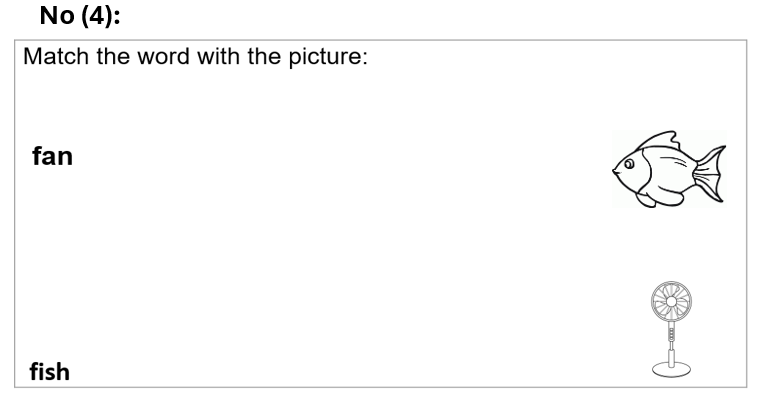 No (4):
Match the word with the picture:
fan
fish